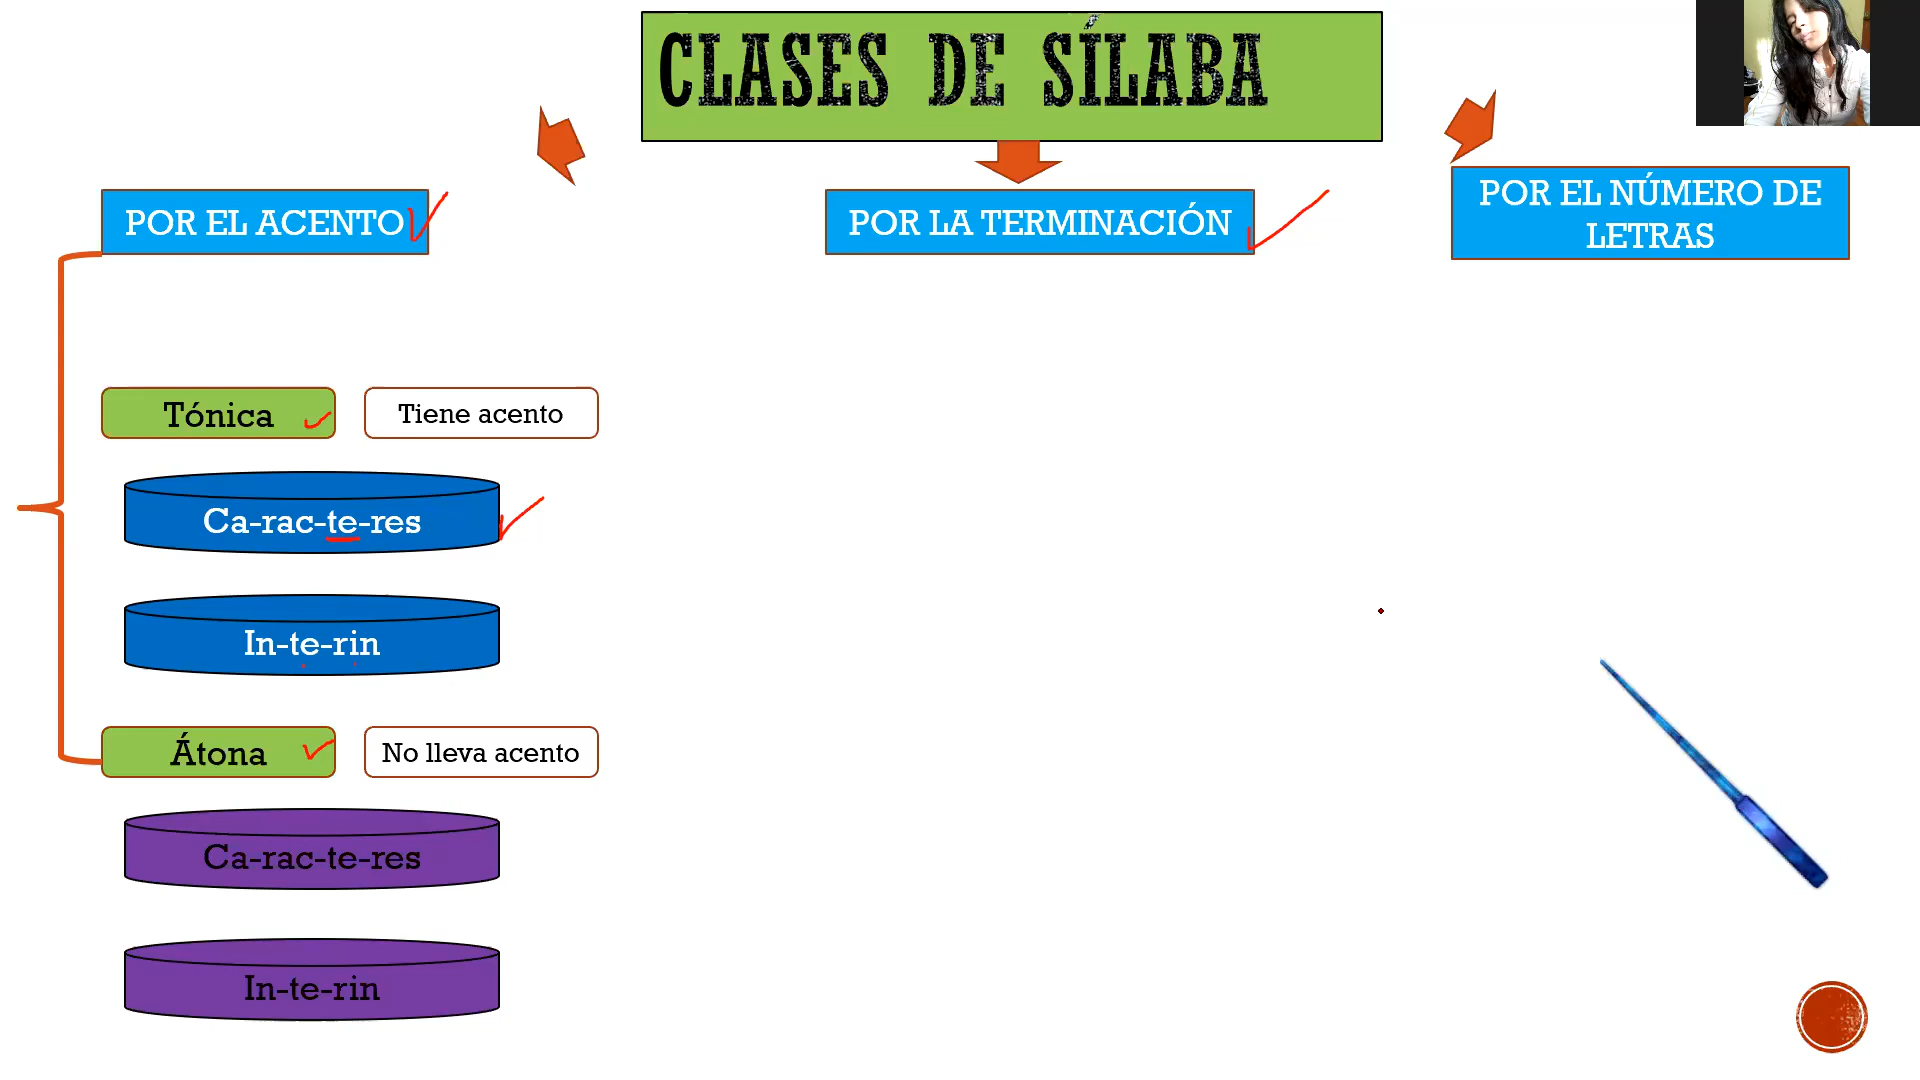 CLASES DE SÍLABA
POR EL ACENTO
POR LA TERMINACIÓN
POR EL NÚMERO DE
LETRAS
Tónica
Tiene acento
Ca-rac-te-res
In-te-rin
Átona
No lleva acento
Ca-rac-te-res
In-te-rin